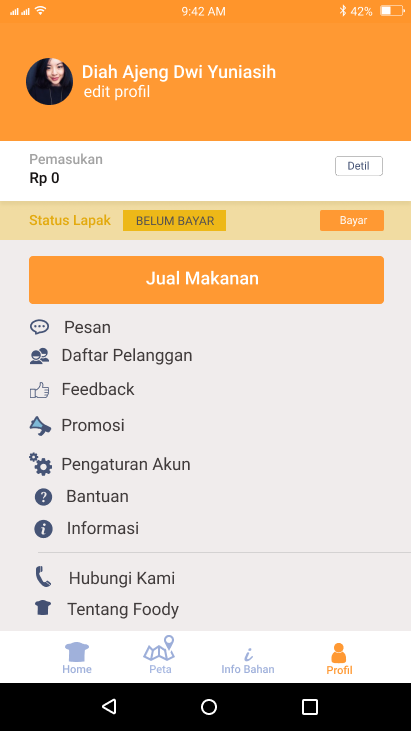 9:42 AM
42%
Diah Ajeng Dwi Yuniasih
edit profil
Pemasukan
Rp 0
Detil
Status Lapak
BELUM BAYAR
Bayar
Jual Makanan
Pesan
Daftar Pelanggan
Feedback
Promosi
Pengaturan Akun
Bantuan
Informasi
Hubungi Kami
Tentang Foody
Home
Peta
Info Bahan
Profil